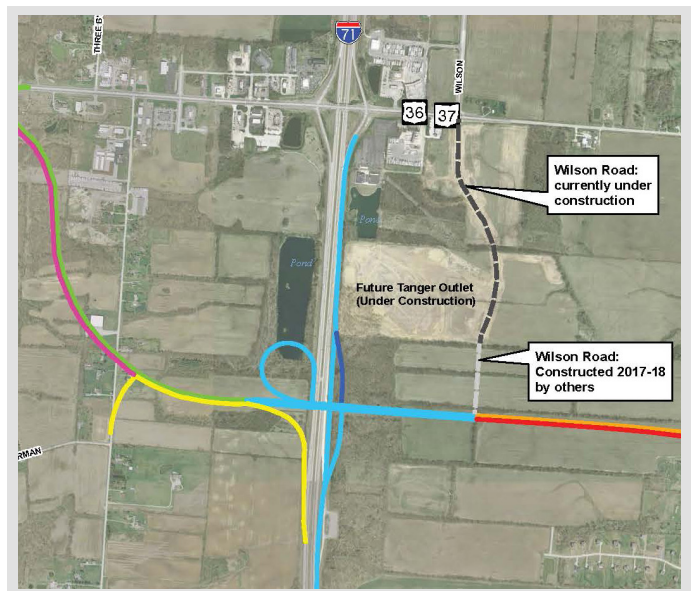 THREE B'S
71
WILSON
36
37
Wilson Road:
currently under
construction
Pond
Pond
Future Tanger Outlet
(Under Construction)
Wilson Road:
Constructed 2017-18
by others
RMAN